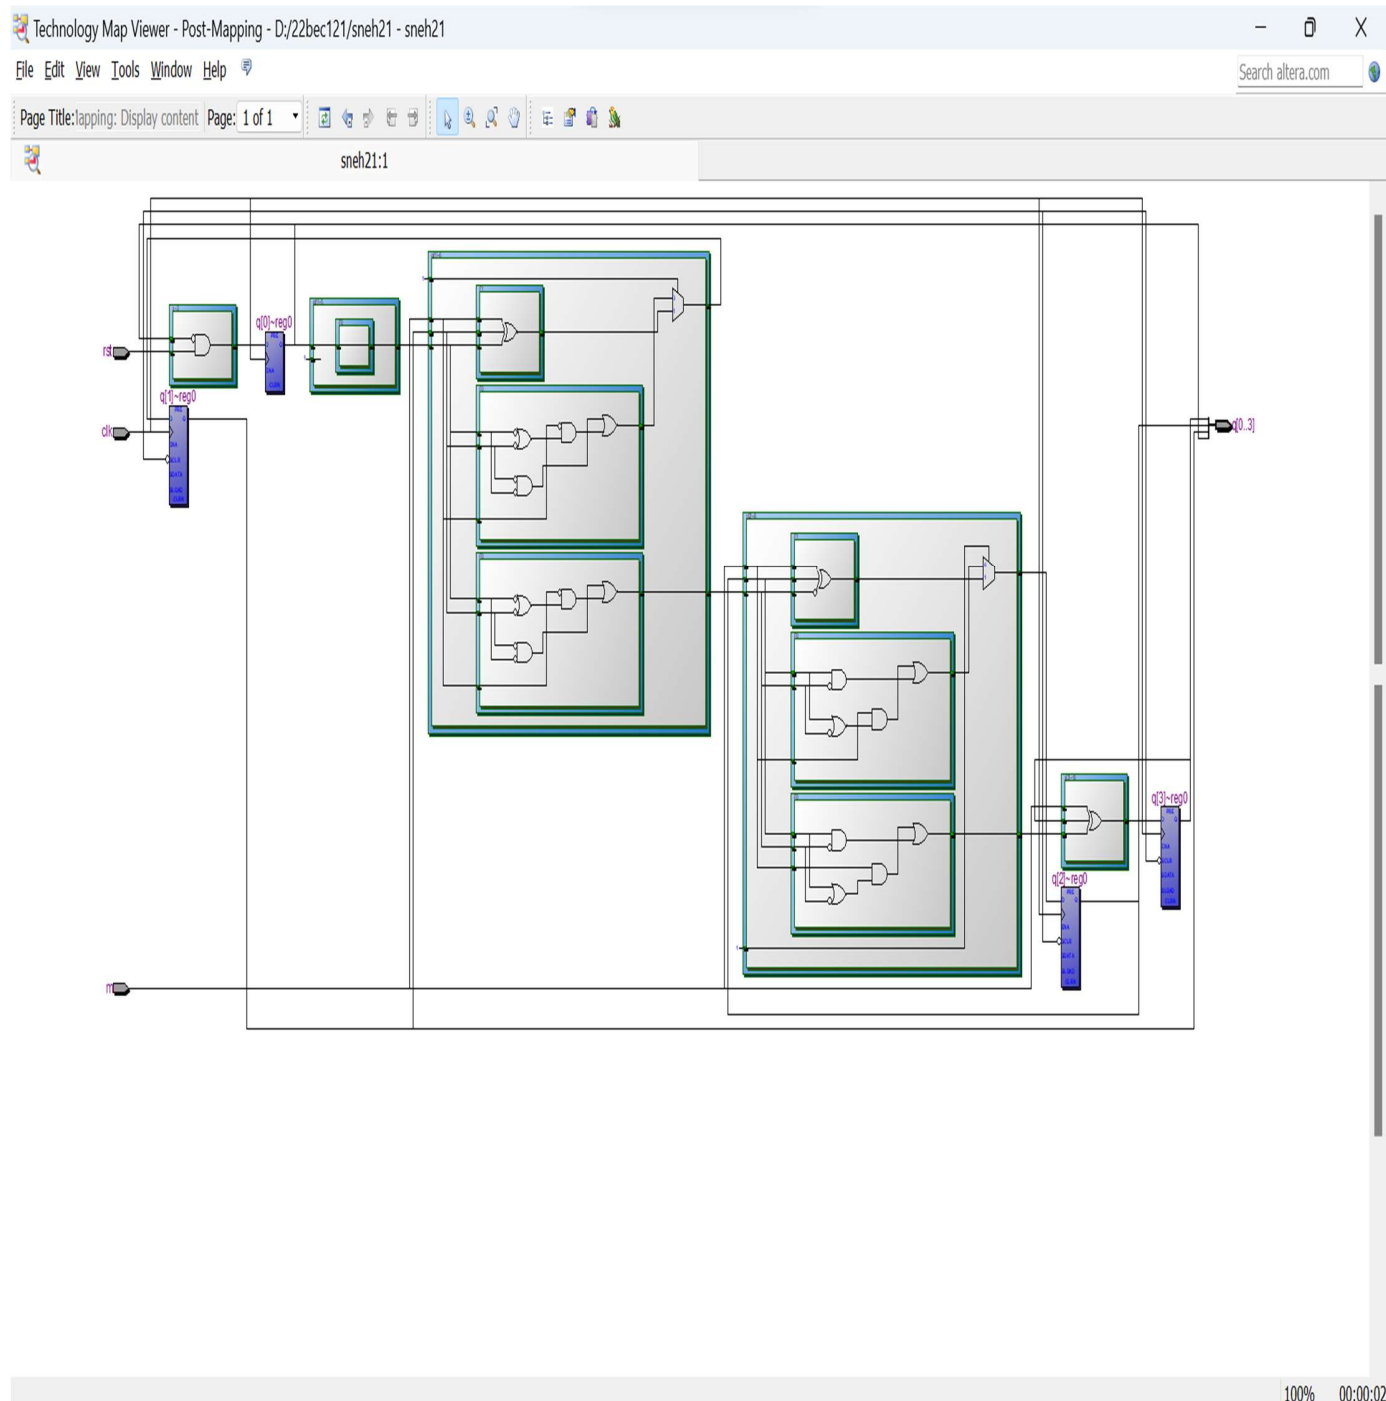 Technology Map Viewer - Post-Mapping - D:/22bec121/sneh21 - sneh21
File Edit View Tools Window Help
Search altera.com
Page Title: lapping: Display content Page: 1 of 1
sneh21:1
rst
q[0]~reg0
q[1]~reg0
clk
q[0..3]
q[3]~reg0
q[2]~reg0
m
100% 00:00:02